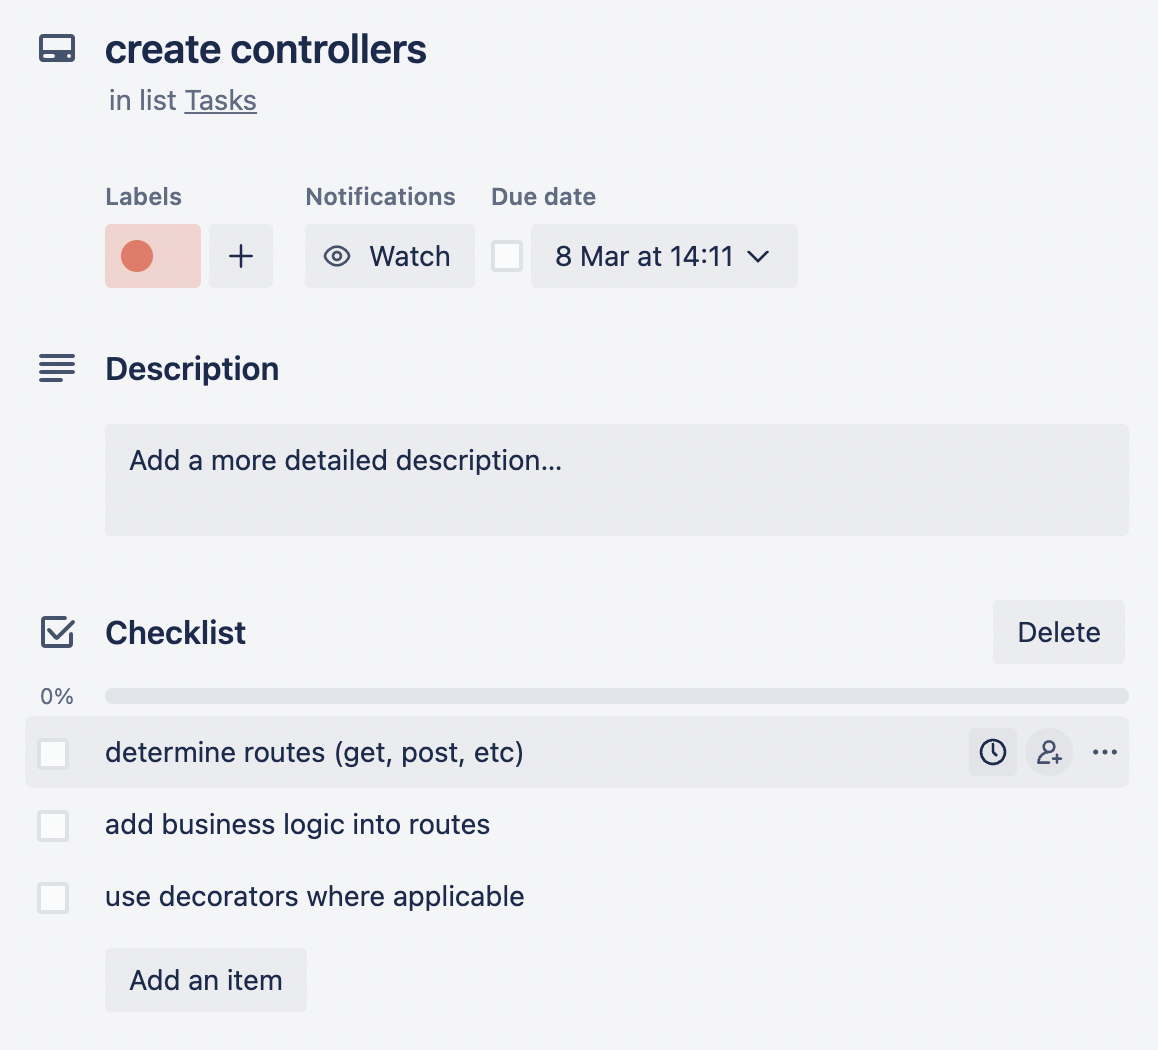 create controllers
in list Tasks
Labels Notifications Due date
Watch 8 Mar at 14:11
Description
Add a more detailed description...
Checklist Delete
0%
determine routes (get, post, etc)
add business logic into routes
use decorators where applicable
Add an item